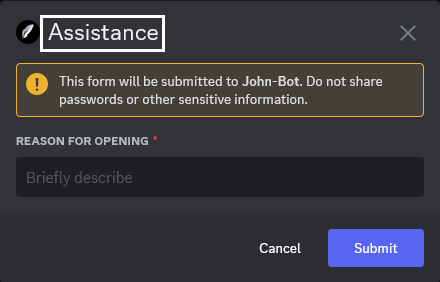 Assistance
This form will be submitted to John-Bot. Do not share
passwords or other sensitive information.
REASON FOR OPENING *
Briefly describe
Cancel Submit